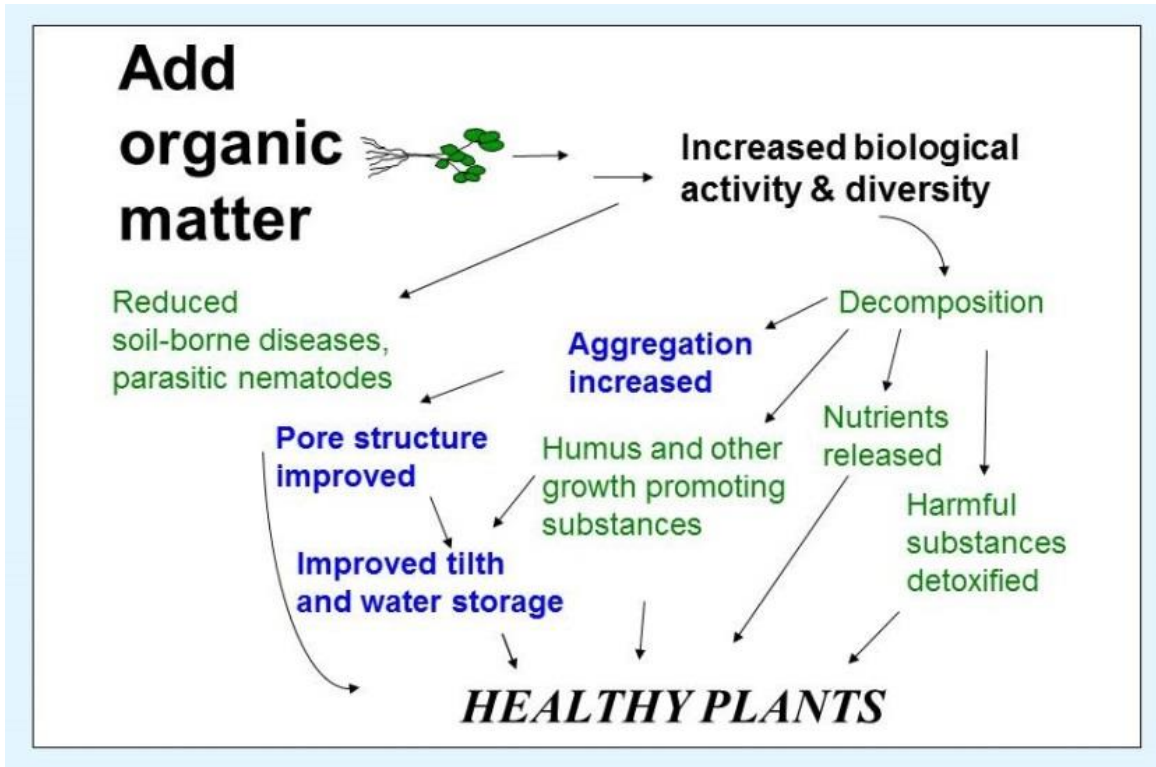 Add
organic
matter
Increased biological
activity & diversity
Reduced
soil-borne diseases,
parasitic nematodes
Decomposition
Aggregation
increased
Pore structure
improved
Humus and other
growth promoting
substances
Nutrients
released
Harmful
substances
detoxified
Improved tilth
and water storage
HEALTHY PLANTS